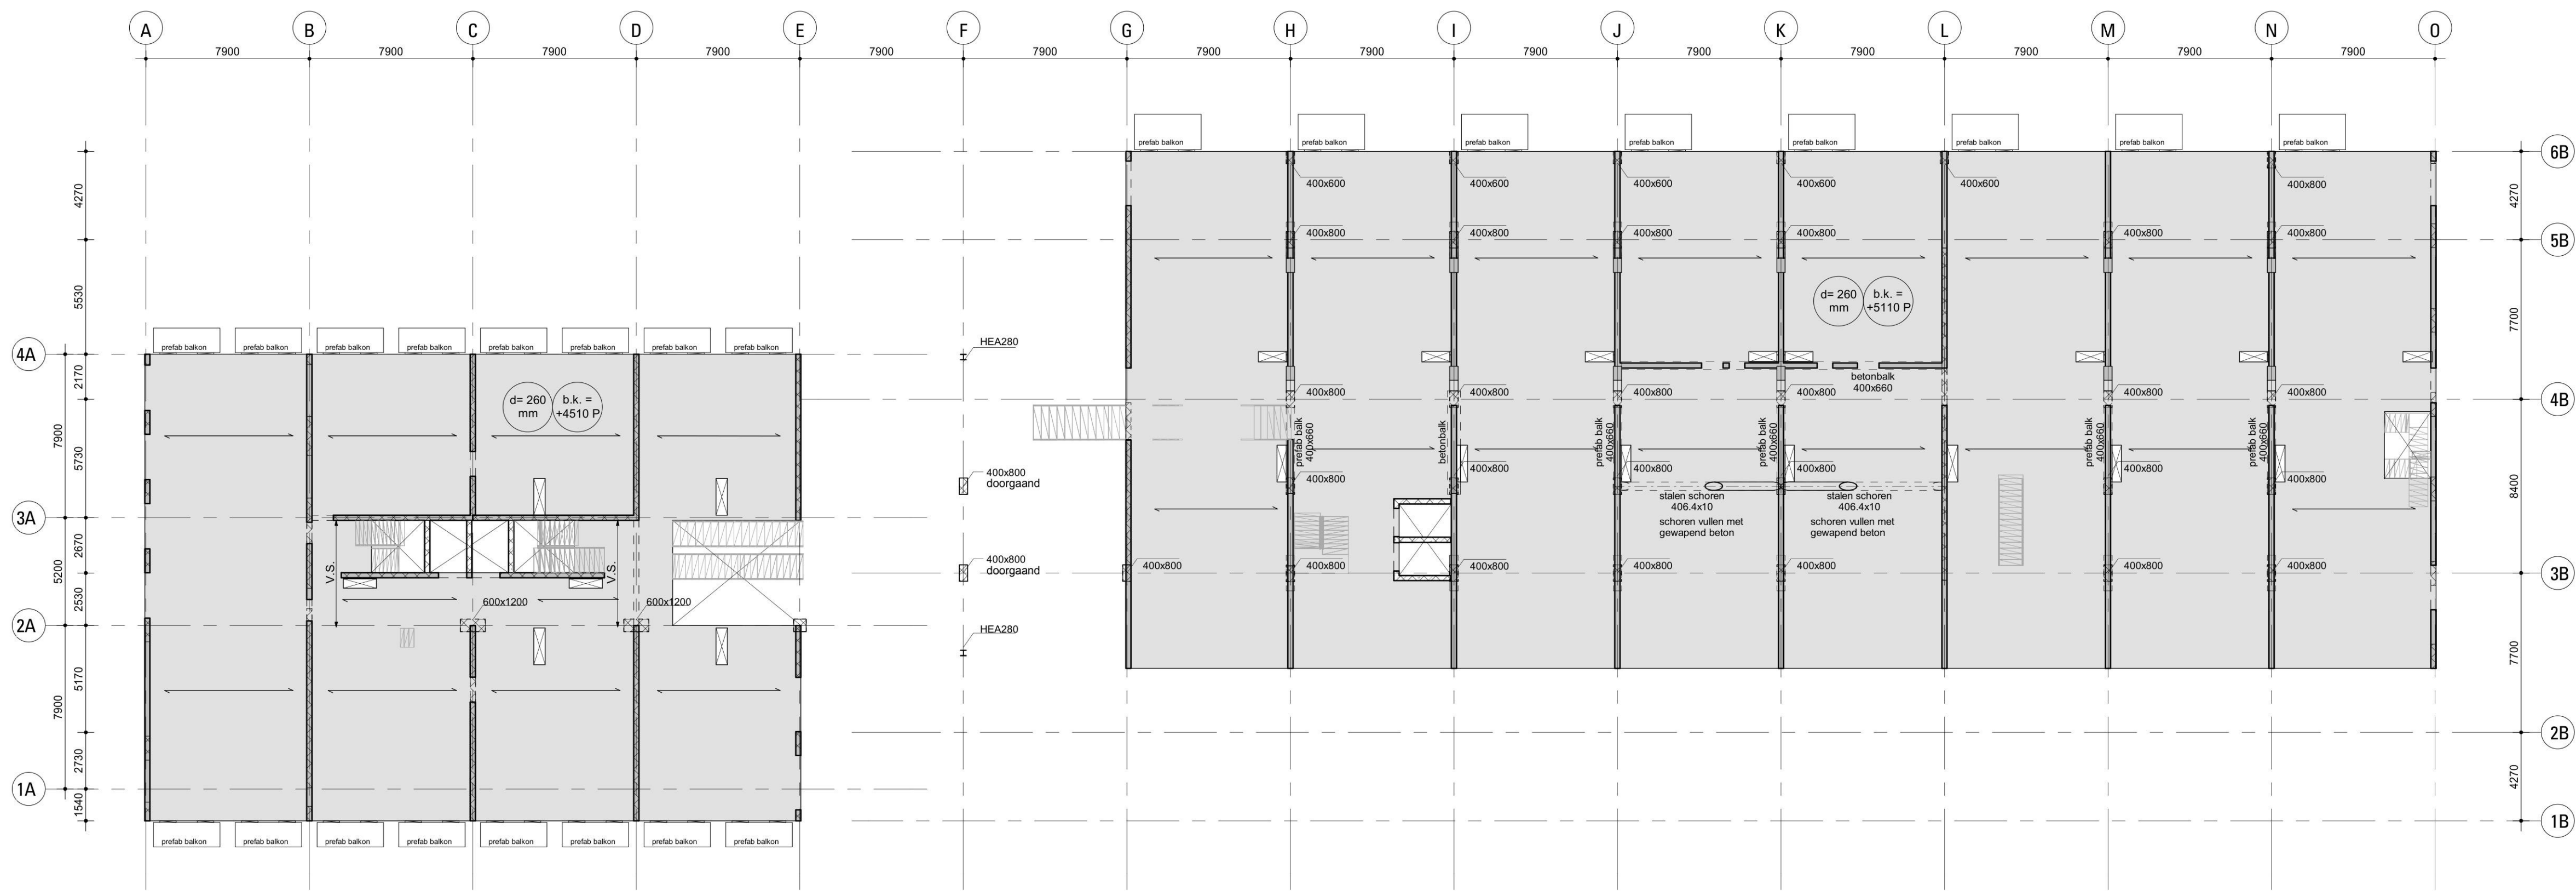 A B C D E F G H I J K L M N O
7900 7900 7900 7900 7900 7900 7900 7900 7900 7900 7900 7900 7900 7900
prefab balkon prefab balkon prefab balkon prefab balkon prefab balkon prefab balkon prefab balkon prefab balkon
6B
400x600 400x600 400x600 400x600 400x600 400x800
4270
4270
400x800 400x800 400x800 400x800 400x800 400x800
5B
5530
d= 260
mm
b.k. =
+5110 P
7700
prefab balkon prefab balkon prefab balkon prefab balkon prefab balkon prefab balkon prefab balkon prefab balkon
HEA280
4A
2170
betonbalk
400x660
d= 260
mm
b.k. =
+4510 P
400x800 400x800 400x800 400x800 400x800 400x800
4B
7900
5730
prefab balk
400x660
betonbalk
prefab balk
400x660
prefab balk
400x660
prefab balk
400x660
prefab balk
400x660
400x800
doorgaand
400x800 400x800 400x800 400x800 400x800 400x800
8400
stalen schoren
406.4x10
schoren vullen met
gewapend beton
stalen schoren
406.4x10
schoren vullen met
gewapend beton
3A
2670
5200
V.S.
V.S.
400x800
doorgaand
400x800 400x800 400x800 400x800 400x800 400x800 400x800
3B
2530
600x1200 600x1200
2A
HEA280
7700
5170
7900
2B
2730
1A
4270
1540
1B
prefab balkon prefab balkon prefab balkon prefab balkon prefab balkon prefab balkon prefab balkon prefab balkon